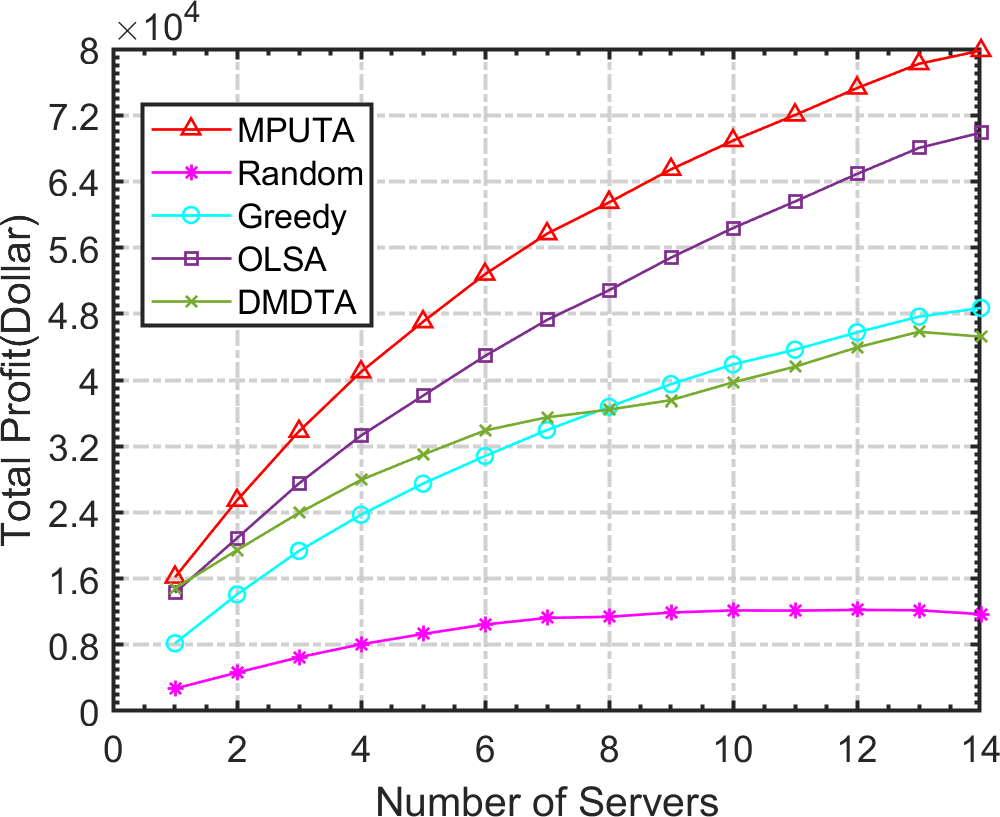 ×10⁴
8
7.2
6.4
5.6
4.8
4
3.2
2.4
1.6
0.8
0
Total Profit(Dollar)
MPUTA
Random
Greedy
OLSA
DMDTA
0 2 4 6 8 10 12 14
Number of Servers